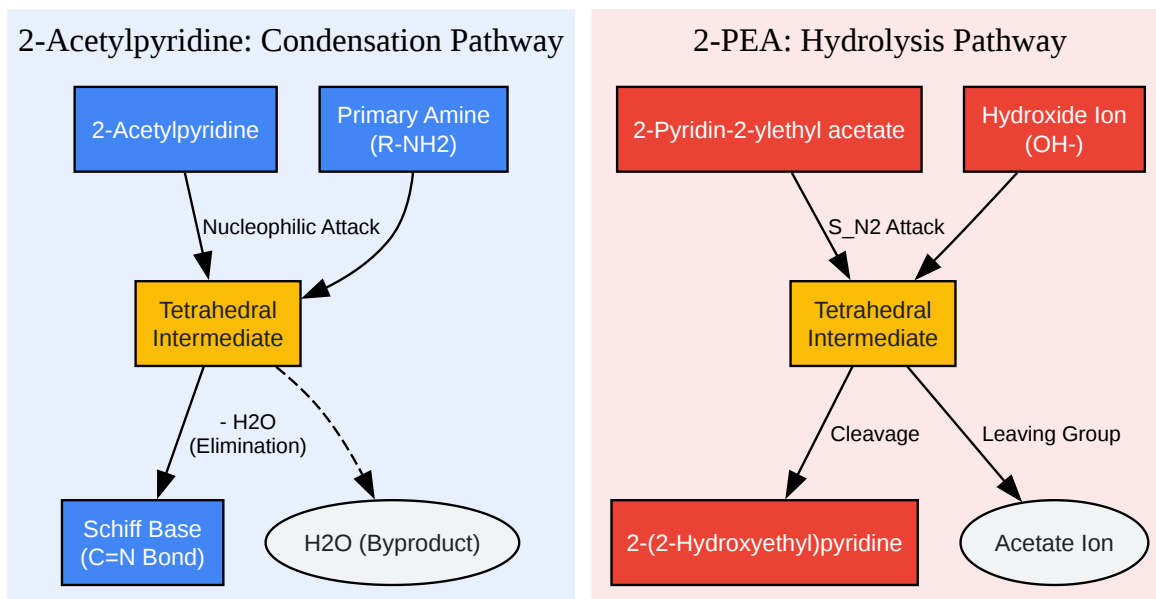 2-Acetylpyridine: Condensation Pathway
2-Acetylpyridine
Primary Amine
(R-NH2)
Nucleophilic Attack
Tetrahedral
Intermediate
- H2O
(Elimination)
Schiff Base
(C=N Bond)
H2O (Byproduct)
2-PEA: Hydrolysis Pathway
2-Pyridin-2-ylethyl acetate
Hydroxide Ion
(OH-)
S_N2 Attack
Tetrahedral
Intermediate
Cleavage
Leaving Group
2-(2-Hydroxyethyl)pyridine
Acetate Ion